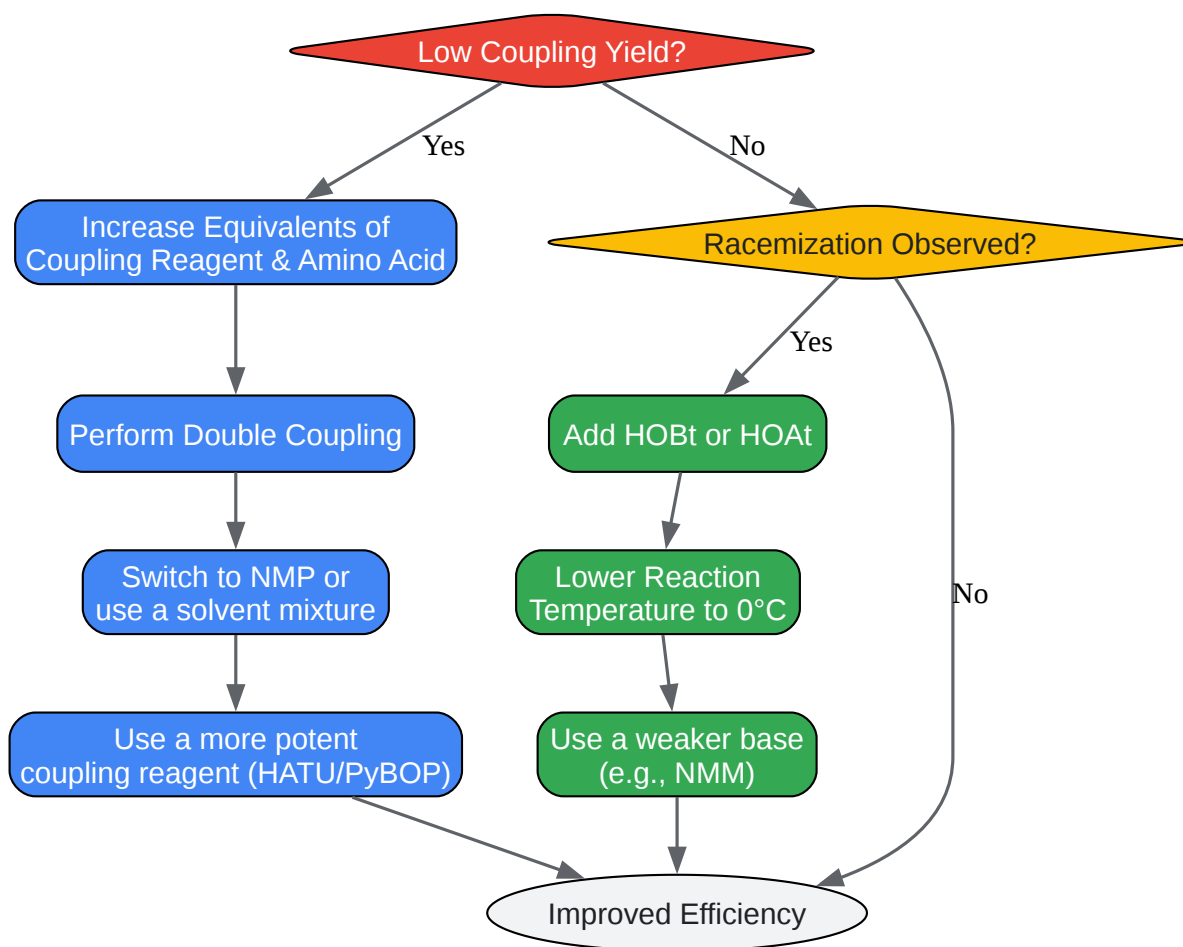 Low Coupling Yield?
Yes
No
Increase Equivalents of
Coupling Reagent & Amino Acid
Racemization Observed?
Yes
Perform Double Coupling
Add HOBt or HOAt
Switch to NMP or
use a solvent mixture
Lower Reaction
Temperature to 0°C
No
Use a more potent
coupling reagent (HATU/PyBOP)
Use a weaker base
(e.g., NMM)
Improved Efficiency